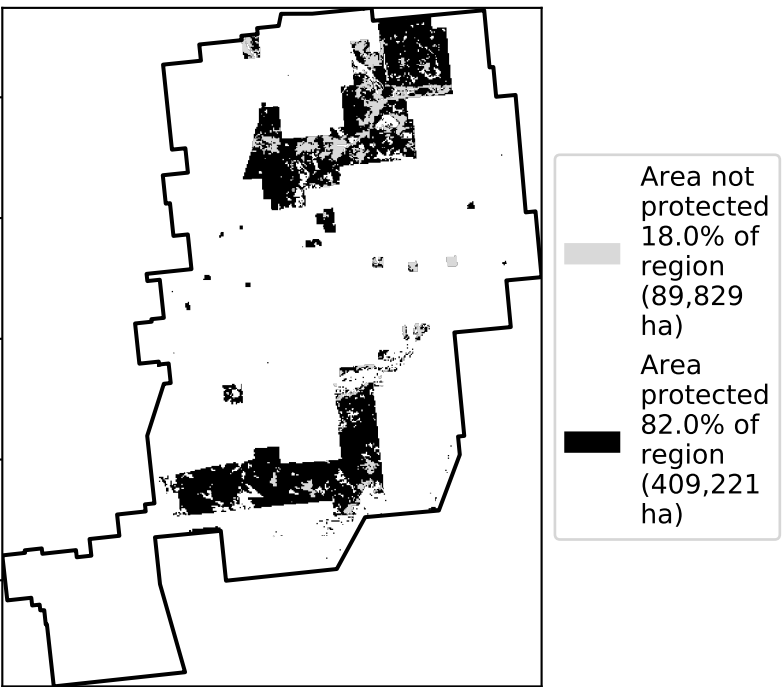 Area not
protected
18.0% of
region
(89,829
ha)
Area
protected
82.0% of
region
(409,221
ha)